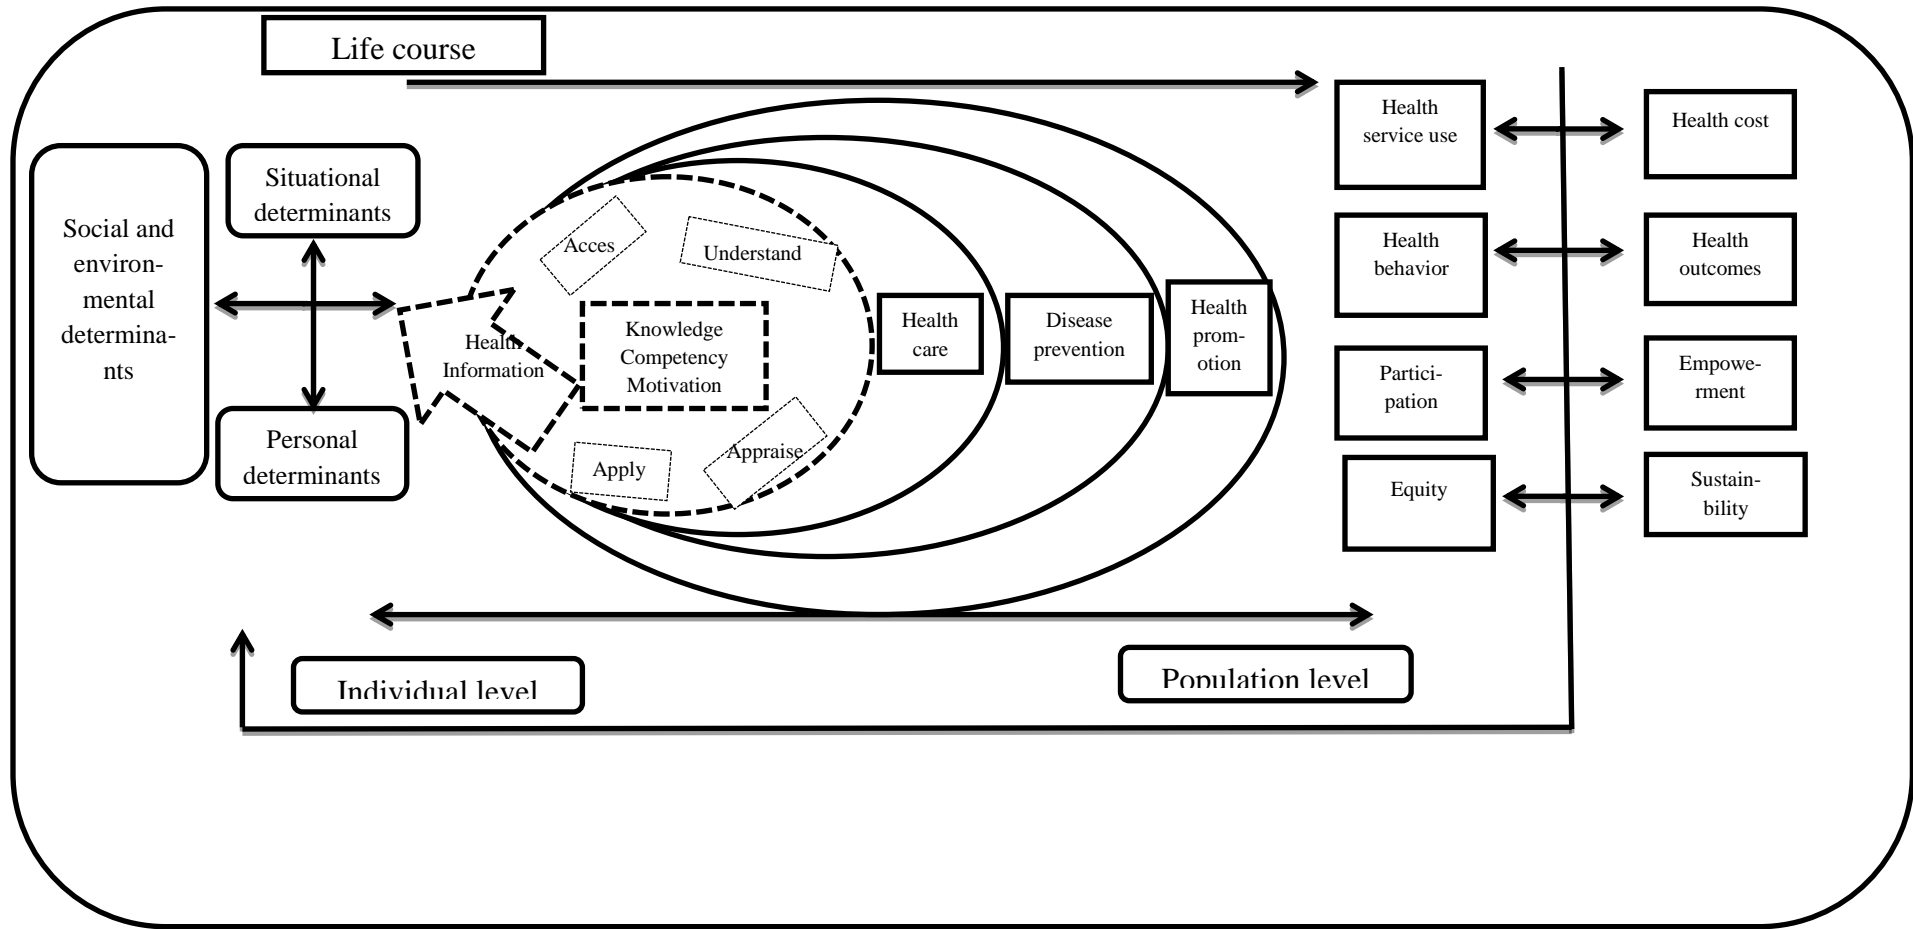 Life course
Social and
environ-
mental
determina-
nts
Situational
determinants
Personal
determinants
Health
Information
Acces
Understand
Knowledge
Competency
Motivation
Apply
Appraise
Health
care
Disease
prevention
Health
prom-
otion
Health
service use
Health cost
Health
behavior
Health
outcomes
Partici-
pation
Empowe-
rment
Equity
Sustain-
bility
Individual level
Population level